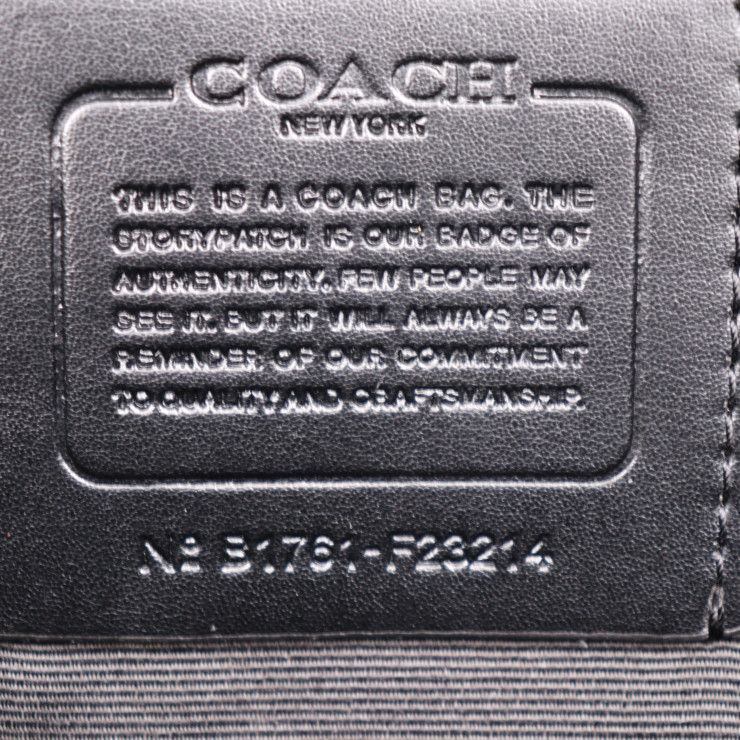 COACH
NEW YORK
THIS IS A COACH BAG. THE
STORYPATCH IS OUR BADGE OF
AUTHENTICITY. FEW PEOPLE MAY
SEE IT. BUT IT WILL ALWAYS BE A
REMINDER OF OUR COMMITMENT
TO QUALITY AND CRAFTSMANSHIP.
Nº B1761-F23214